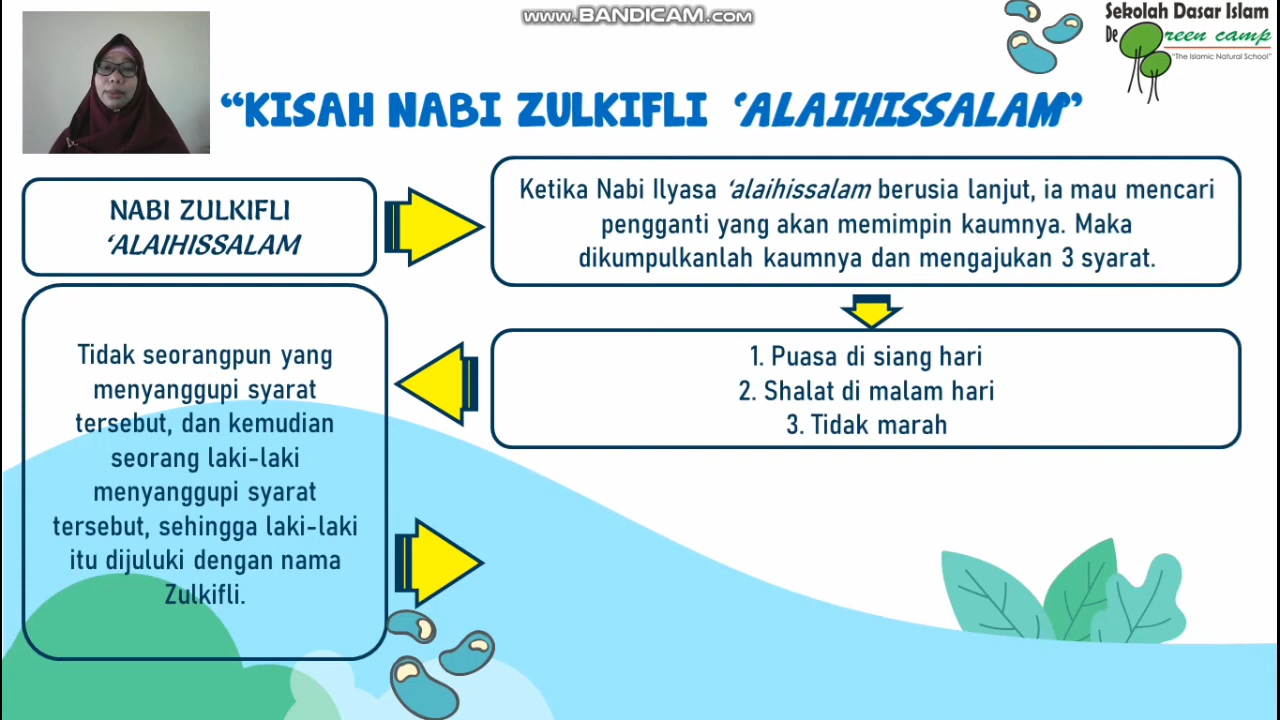 www.BANDICAM.com
Sekolah Dasar Islam
De Green camp
"The Islamic Natural School"
“KISAH NABI ZULKIFLI ‘ALAIHISSALAM”
NABI ZULKIFLI
‘ALAIHISSALAM
Ketika Nabi Ilyasa ‘alaihissalam berusia lanjut, ia mau mencari
pengganti yang akan memimpin kaumnya. Maka
dikumpulkanlah kaumnya dan mengajukan 3 syarat.
1. Puasa di siang hari
2. Shalat di malam hari
3. Tidak marah
Tidak seorangpun yang
menyanggupi syarat
tersebut, dan kemudian
seorang laki-laki
menyanggupi syarat
tersebut, sehingga laki-laki
itu dijuluki dengan nama
Zulkifli.